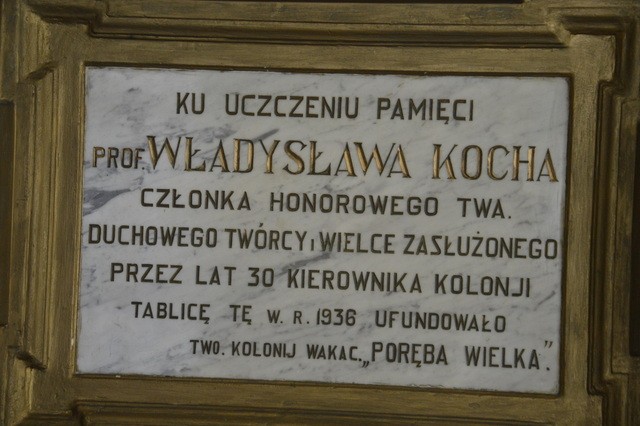 KU UCZCZENIU PAMIĘCI
PROF. WŁADYSŁAWA KOCHA
CZŁONKA HONOROWEGO TWA.
DUCHOWEGO TWÓRCY I WIELCE ZASŁUŻONEGO
PRZEZ LAT 30 KIEROWNIKA KOLONJI
TABLICĘ TĘ W. R. 1936 UFUNDOWAŁO
TWO. KOLONIJ WAKAC. „PORĘBA WIELKA".